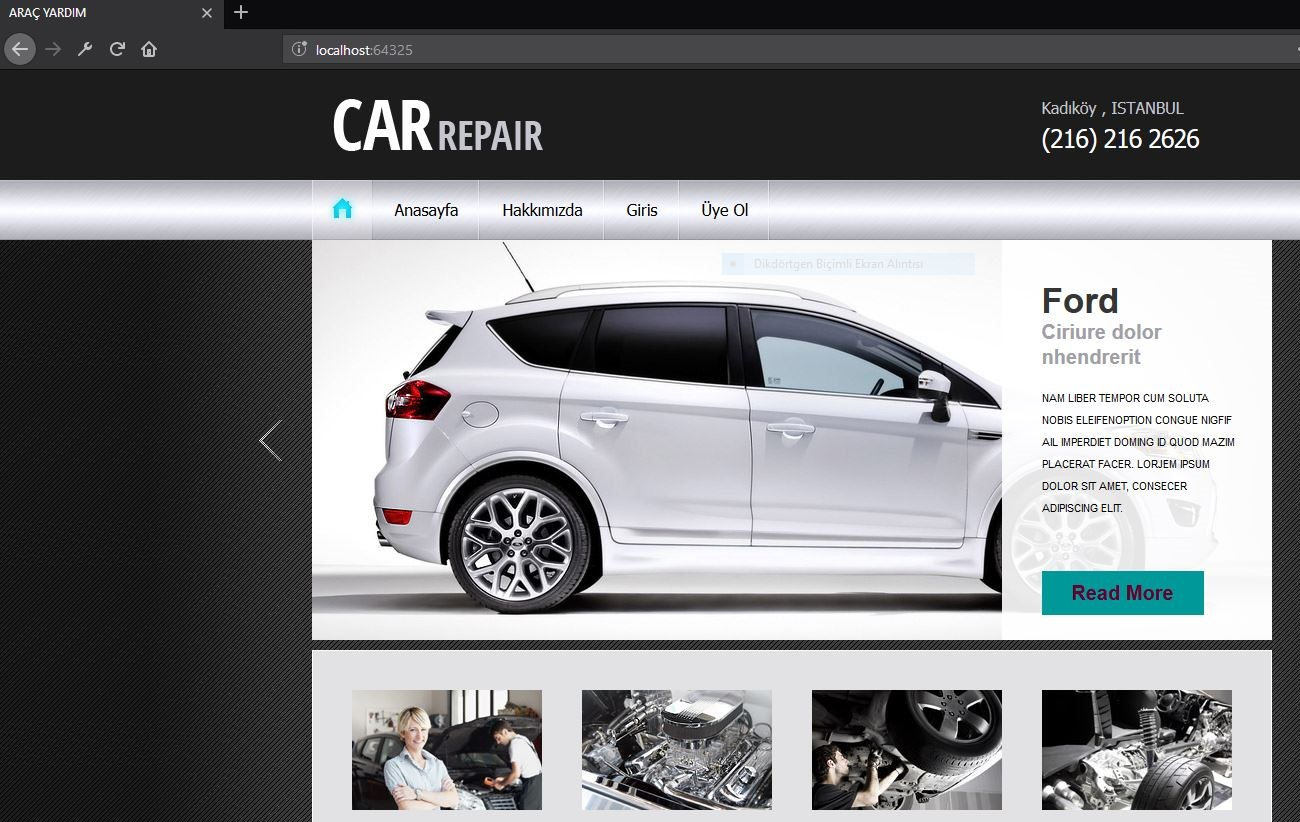 ARAÇ YARDIM
localhost:64325
CAR REPAIR
Kadıköy , ISTANBUL
(216) 216 2626
Anasayfa
Hakkımızda
Giris
Üye Ol
Dikdörtgen Biçimli Ekran Alıntısı
Ford
Ciriure dolor
nhendrerit
NAM LIBER TEMPOR CUM SOLUTA
NOBIS ELEIFENOPTION CONGUE NIGFIF
AIL IMPERDIET DOMING ID QUOD MAZIM
PLACERAT FACER. LORJEM IPSUM
DOLOR SIT AMET, CONSECER
ADIPISCING ELIT.
Read More